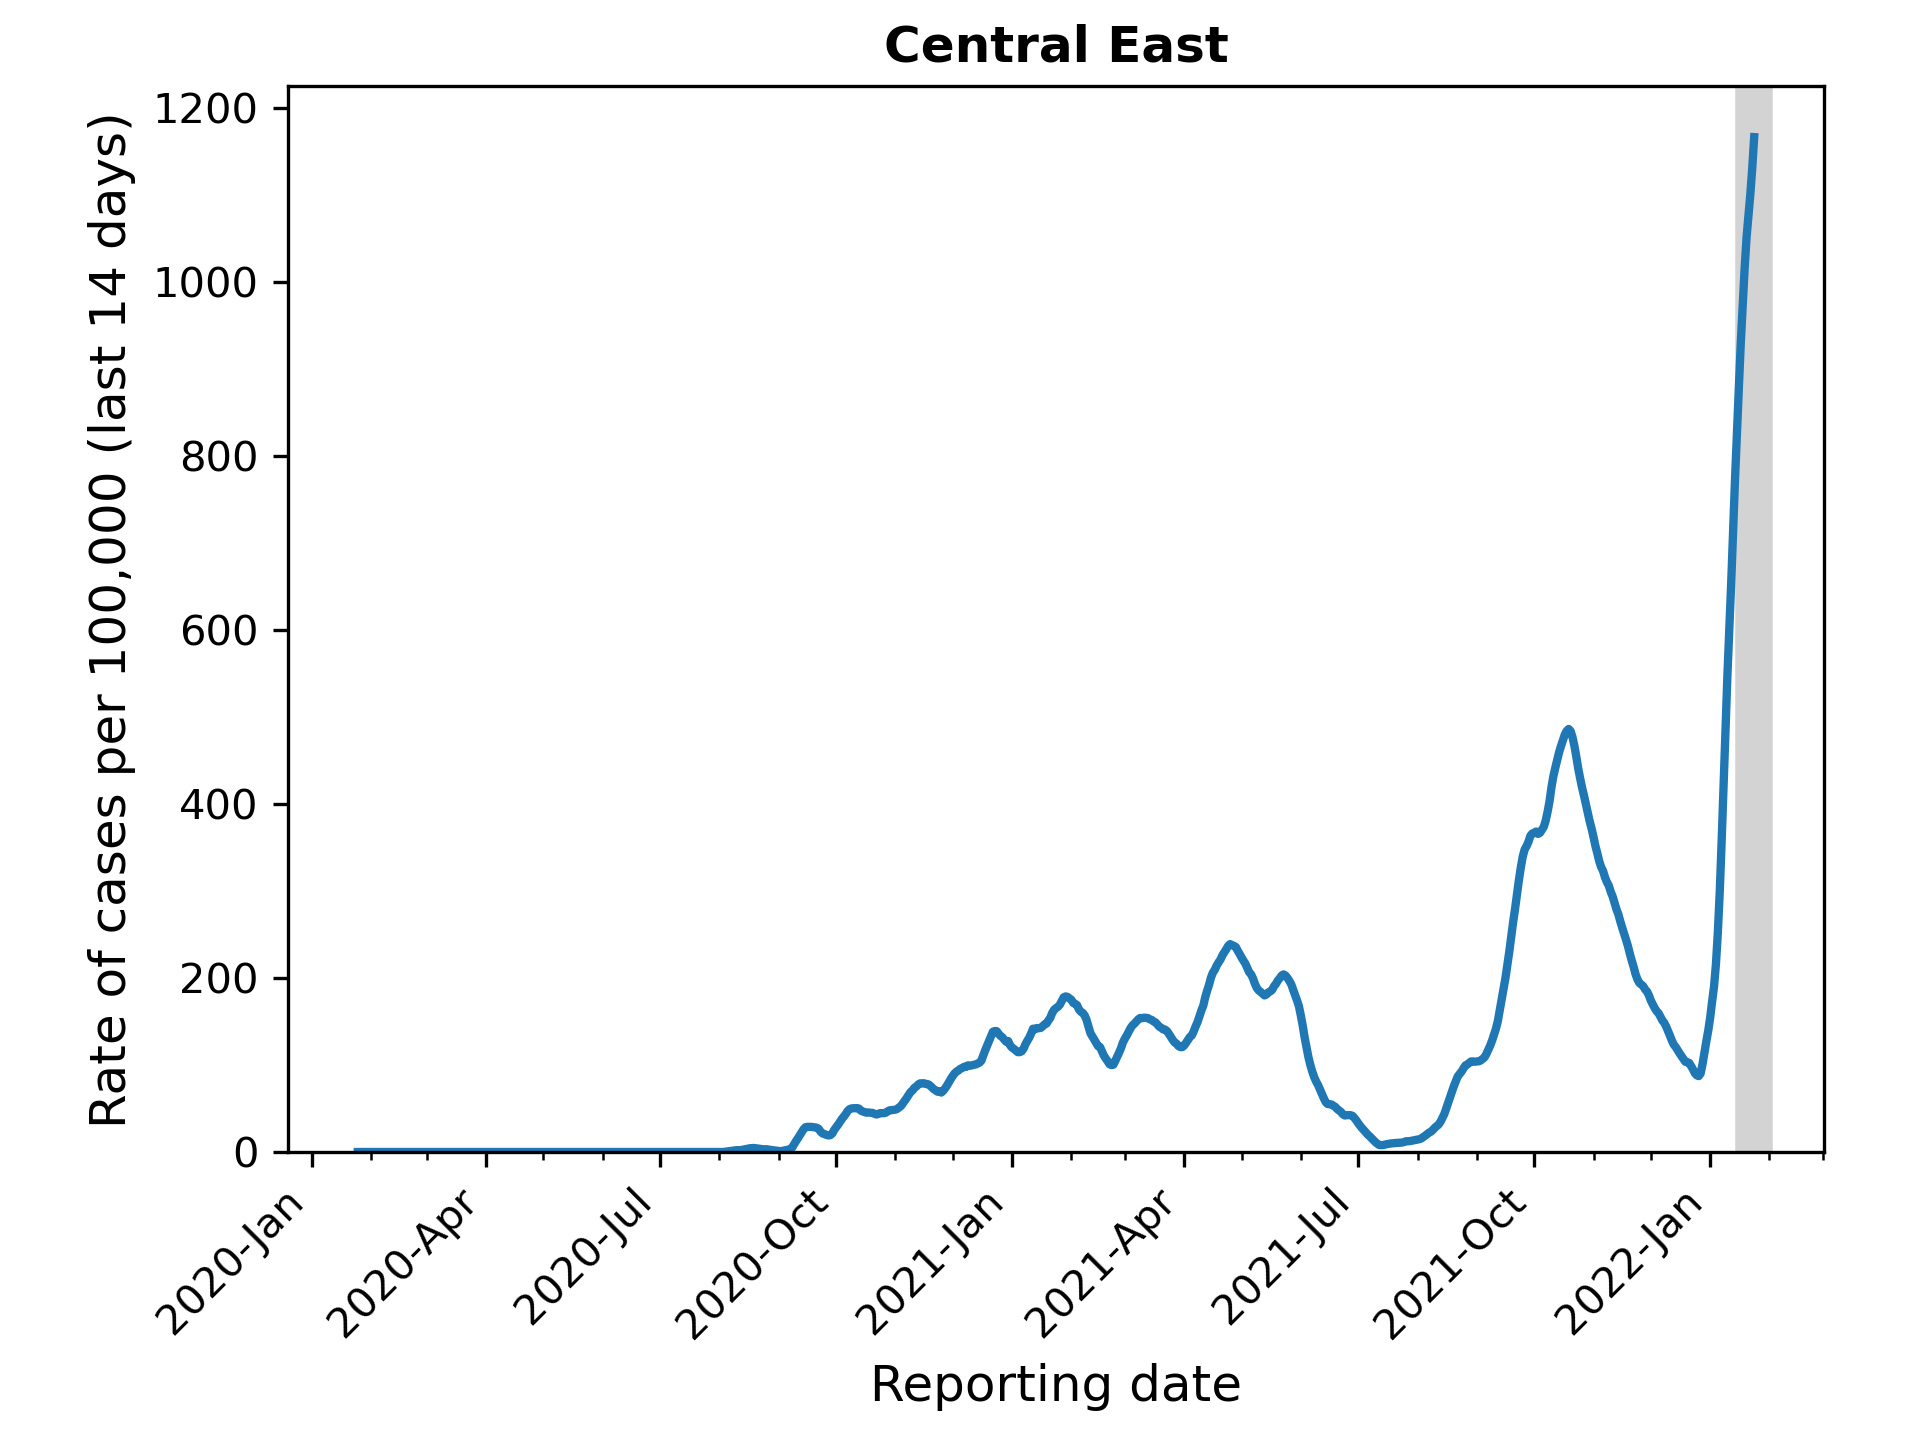 Central East
Rate of cases per 100,000 (last 14 days)
1200
1000
800
600
400
200
0
2020-Jan
2020-Apr
2020-Jul
2020-Oct
2021-Jan
2021-Apr
2021-Jul
2021-Oct
2022-Jan
Reporting date